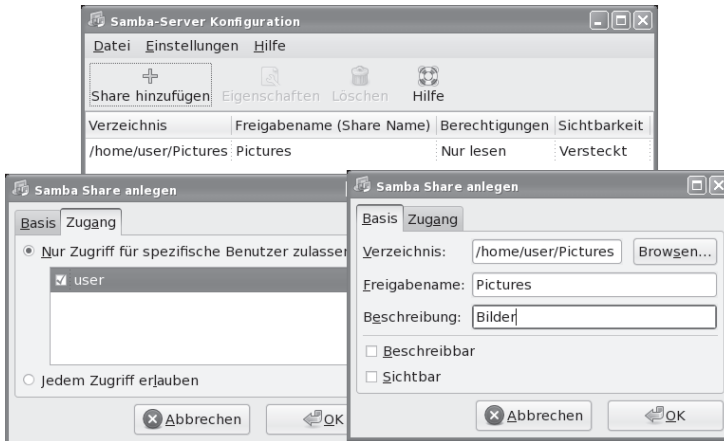 Samba-Server Konfiguration
Datei Einstellungen Hilfe
Share hinzufügen Eigenschaften Löschen Hilfe
Verzeichnis Freigabename (Share Name) Berechtigungen Sichtbarkeit
/home/user/Pictures Pictures Nur lesen Versteckt
Samba Share anlegen
Basis Zugang
Nur Zugriff für spezifische Benutzer zulassen
user
Jedem Zugriff erlauben
Abbrechen OK
Samba Share anlegen
Basis Zugang
Verzeichnis: /home/user/Pictures Browsen...
Freigabename: Pictures
Beschreibung: Bilder
Beschreibbar
Sichtbar
Abbrechen OK